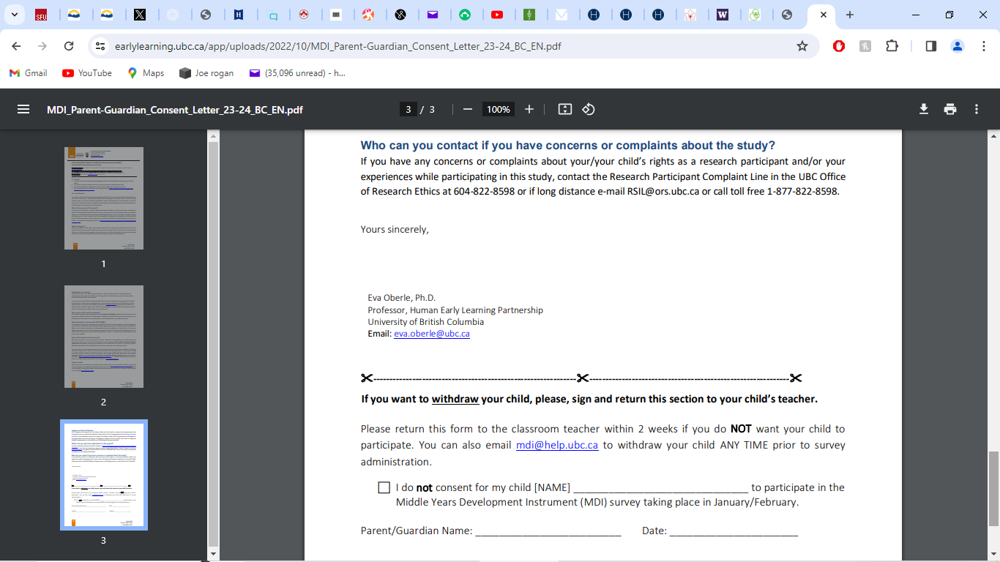 SFU
earlylearning.ubc.ca/app/uploads/2022/10/MDI_Parent-Guardian_Consent_Letter_23-24_BC_EN.pdf
Gmail YouTube Maps Joe rogan (35,096 unread) - h...
MDI_Parent-Guardian_Consent_Letter_23-24_BC_EN.pdf 3 / 3 100%
1
2
3
Who can you contact if you have concerns or complaints about the study?
If you have any concerns or complaints about your/your child's rights as a research participant and/or your
experiences while participating in this study, contact the Research Participant Complaint Line in the UBC Office
of Research Ethics at 604-822-8598 or if long distance e-mail RSIL@ors.ubc.ca or call toll free 1-877-822-8598.
Yours sincerely,
Eva Oberle, Ph.D.
Professor, Human Early Learning Partnership
University of British Columbia
Email: eva.oberle@ubc.ca
If you want to withdraw your child, please, sign and return this section to your child's teacher.
Please return this form to the classroom teacher within 2 weeks if you do NOT want your child to
participate. You can also email mdi@help.ubc.ca to withdraw your child ANY TIME prior to survey
administration.
I do not consent for my child [NAME] ______________________________ to participate in the
Middle Years Development Instrument (MDI) survey taking place in January/February.
Parent/Guardian Name: _________________________ Date: ______________________